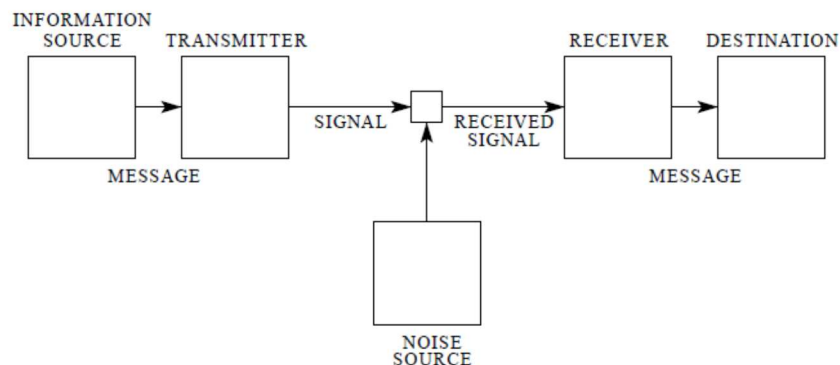 INFORMATION
SOURCE
TRANSMITTER
RECEIVER
DESTINATION
SIGNAL
RECEIVED
SIGNAL
MESSAGE
MESSAGE
NOISE
SOURCE